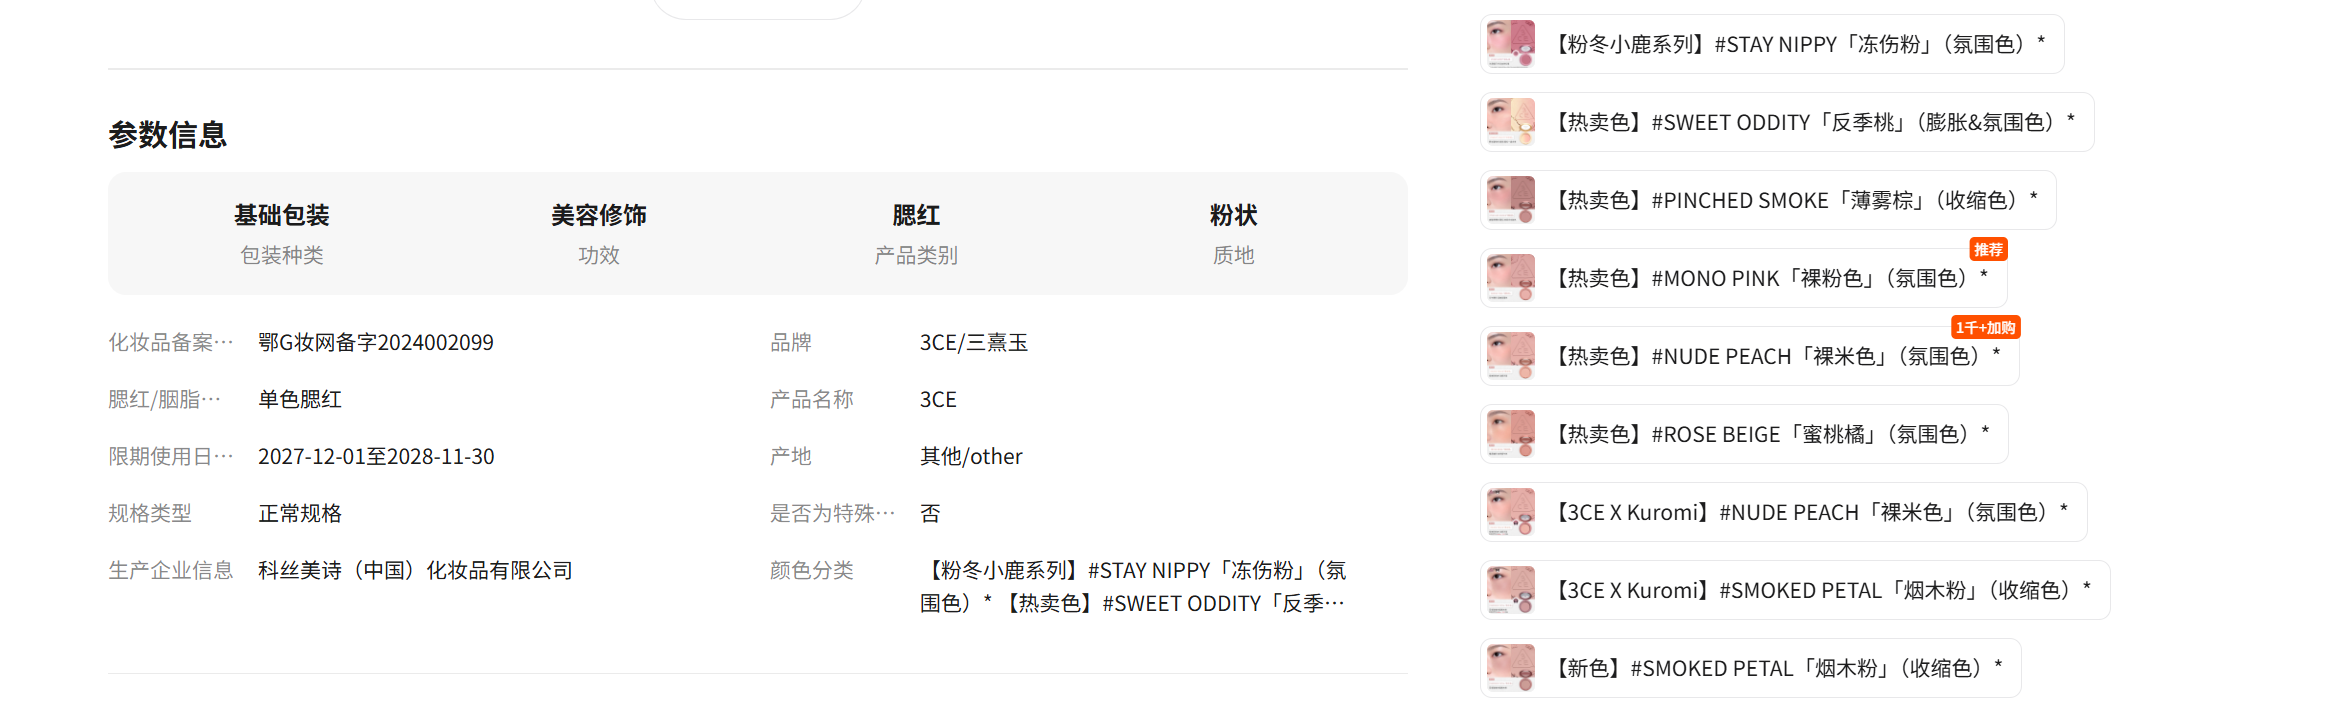 参数信息
基础包装
美容修饰
腮红
粉状
包装种类
功效
产品类别
质地
化妆品备案…
鄂G妆网备字2024002099
品牌
3CE/三熹玉
腮红/胭脂…
单色腮红
产品名称
3CE
限期使用日…
2027-12-01至2028-11-30
产地
其他/other
规格类型
正常规格
是否为特殊…
否
生产企业信息
科丝美诗（中国）化妆品有限公司
颜色分类
【粉冬小鹿系列】#STAY NIPPY「冻伤粉」（氛
围色）* 【热卖色】#SWEET ODDITY「反季…
【粉冬小鹿系列】#STAY NIPPY「冻伤粉」（氛围色）*
【热卖色】#SWEET ODDITY「反季桃」（膨胀&氛围色）*
【热卖色】#PINCHED SMOKE「薄雾棕」（收缩色）*
推荐
【热卖色】#MONO PINK「裸粉色」（氛围色）*
1千+加购
【热卖色】#NUDE PEACH「裸米色」（氛围色）*
【热卖色】#ROSE BEIGE「蜜桃橘」（氛围色）*
【3CE X Kuromi】#NUDE PEACH「裸米色」（氛围色）*
【3CE X Kuromi】#SMOKED PETAL「烟木粉」（收缩色）*
【新色】#SMOKED PETAL「烟木粉」（收缩色）*